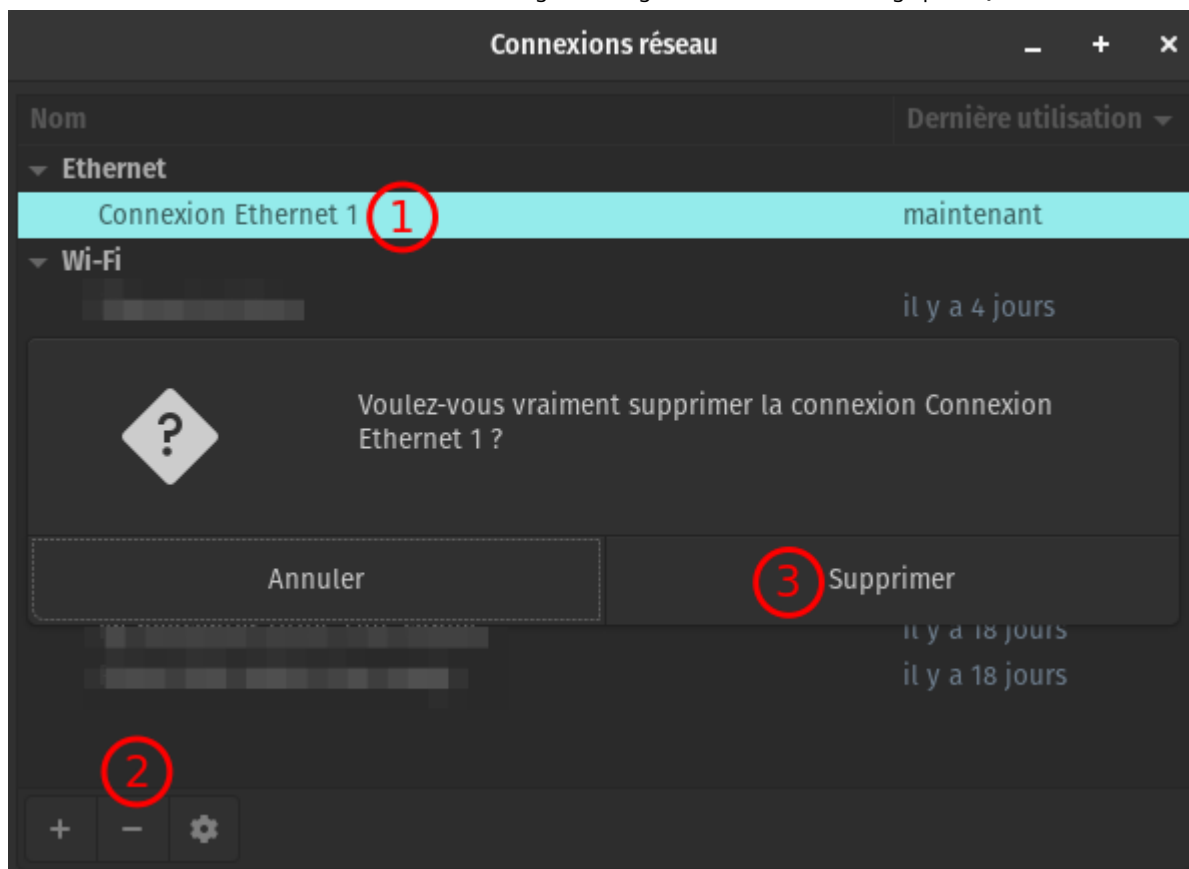 Connexions réseau
Nom
Dernière utilisation
Ethernet
Connexion Ethernet 1
1
maintenant
Wi-Fi
il y a 4 jours
Voulez-vous vraiment supprimer la connexion Connexion
Ethernet 1 ?
Annuler
3
Supprimer
il y a 18 jours
il y a 18 jours
2